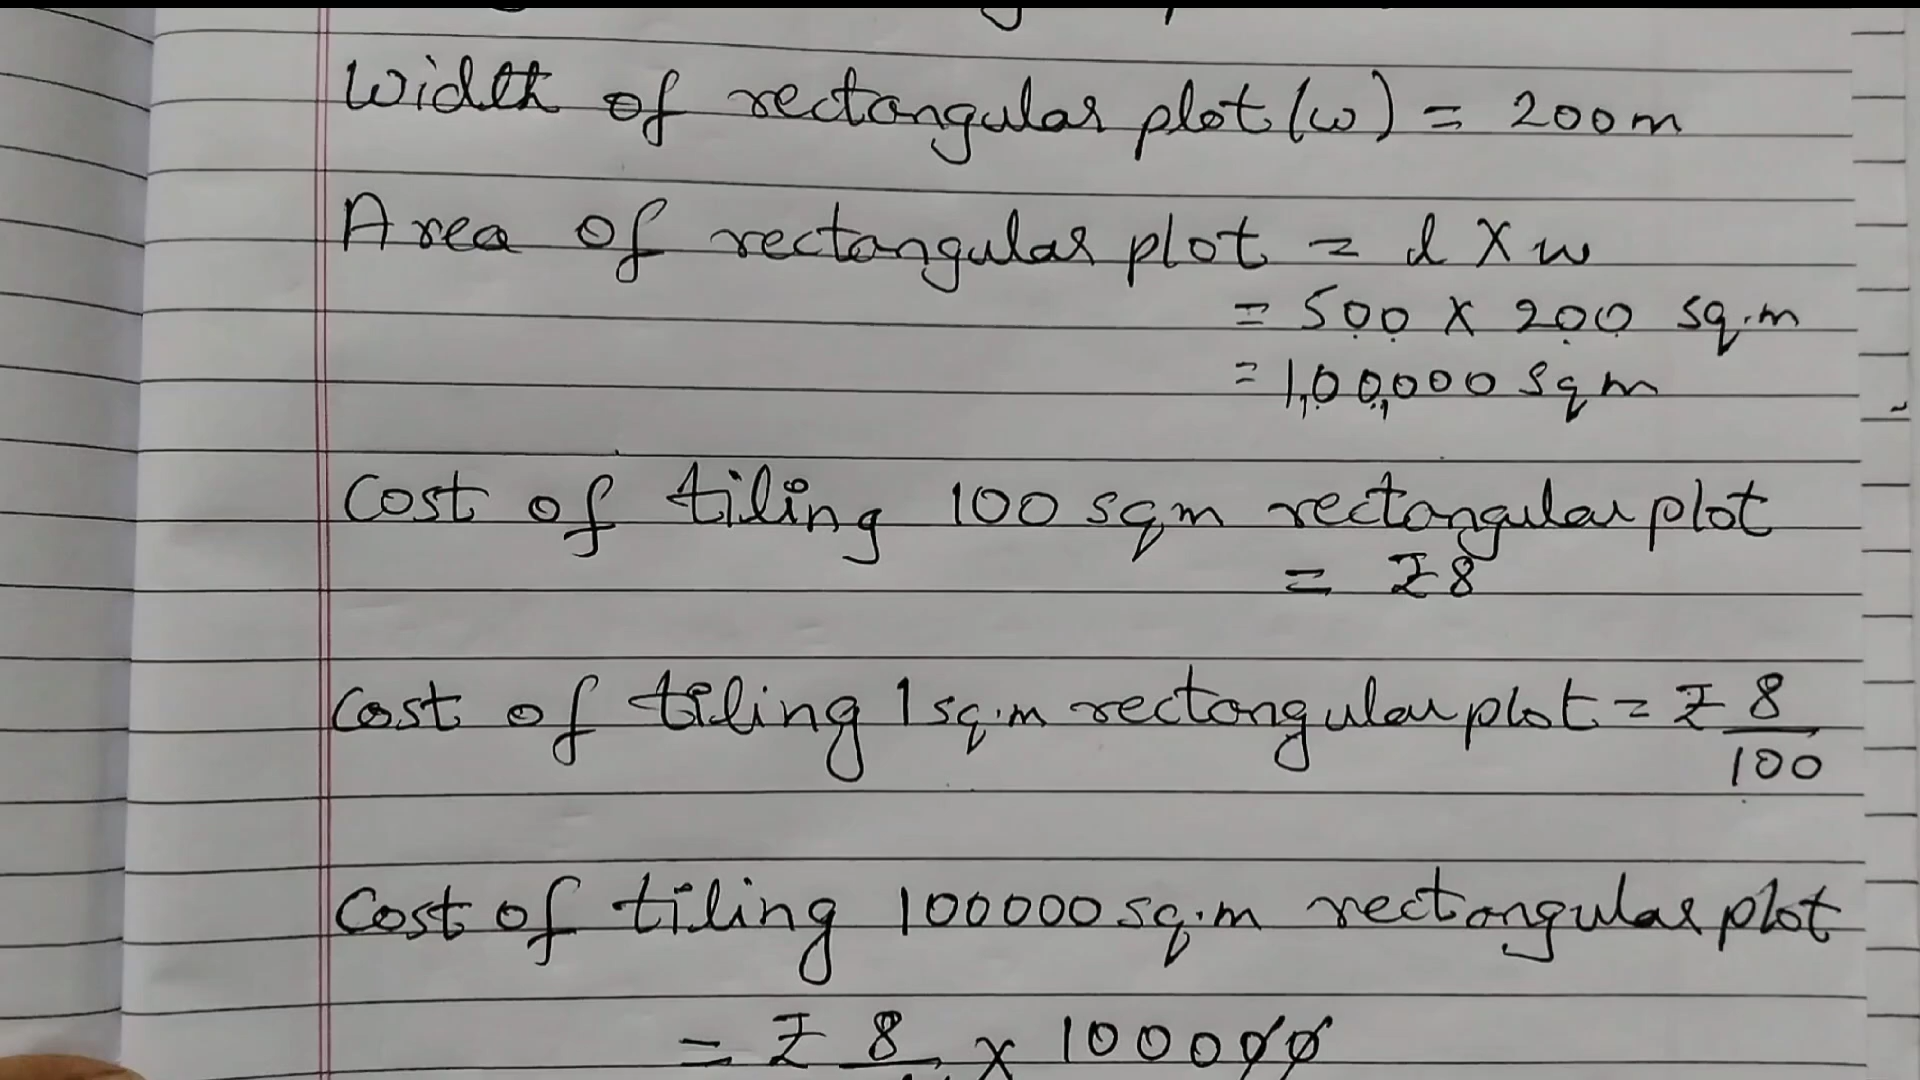 Width of rectangular plot (w) = 200m
Area of rectangular plot = l X w
= 500 X 200 sq.m
= 1,00,000 sqm
Cost of tiling 100 sqm rectangular plot
= ₹8
Cost of tiling 1 sq.m rectangular plot = ₹ 8/100
Cost of tiling 100000 sq.m rectangular plot
= ₹ 8 x 100000